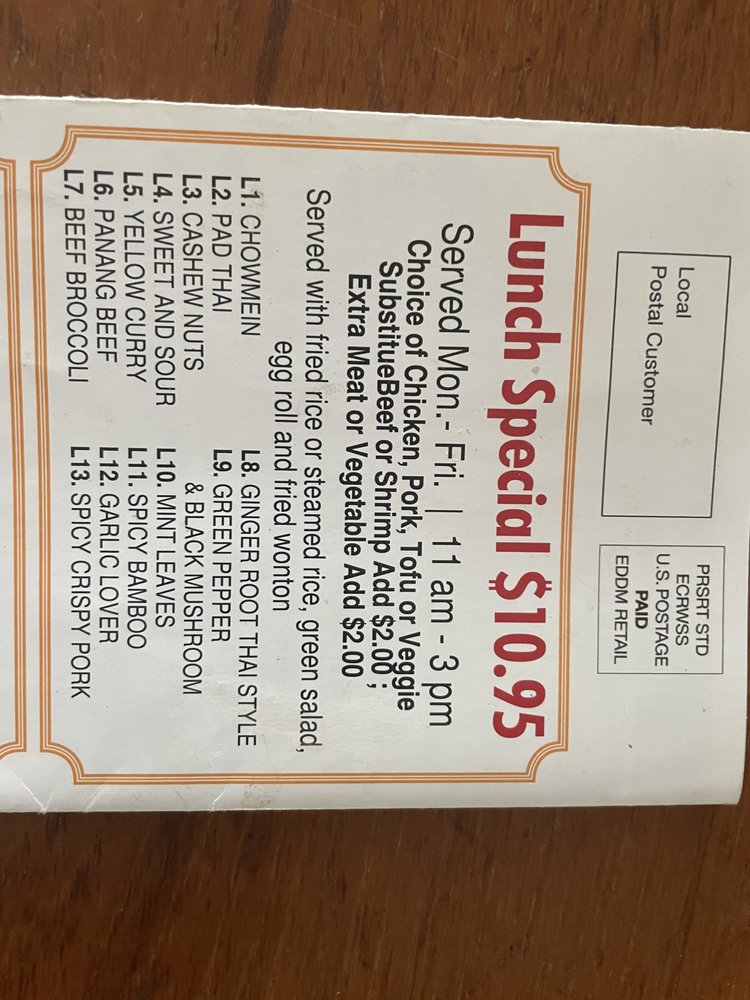 Local
Postal Customer
PRSRT STD
ECRWSS
U.S. POSTAGE
PAID
EDDM RETAIL
Lunch Special $10.95
Served Mon.- Fri. | 11 am - 3 pm
Choice of Chicken, Pork, Tofu or Veggie
SubstitueBeef or Shrimp Add $2.00 ;
Extra Meat or Vegetable Add $2.00
Served with fried rice or steamed rice, green salad,
egg roll and fried wonton
L1. CHOWMEIN
L2. PAD THAI
L3. CASHEW NUTS
L4. SWEET AND SOUR
L5. YELLOW CURRY
L6. PANANG BEEF
L7. BEEF BROCCOLI
L8. GINGER ROOT THAI STYLE
L9. GREEN PEPPER
& BLACK MUSHROOM
L10. MINT LEAVES
L11. SPICY BAMBOO
L12. GARLIC LOVER
L13. SPICY CRISPY PORK